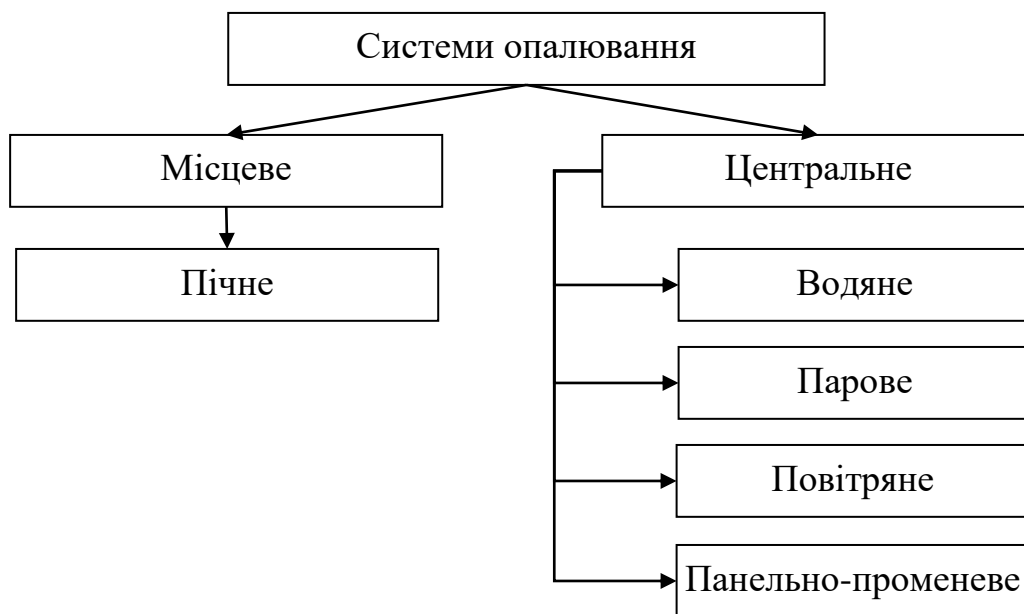 Системи опалювання
Місцеве
Центральне
Пічне
Водяне
Парове
Повітряне
Панельно-променеве